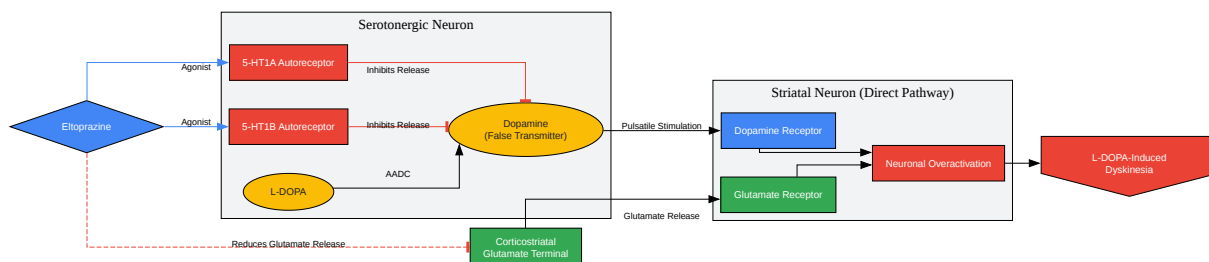 Serotonergic Neuron
5-HT1A Autoreceptor
Agonist
Inhibits Release
Eltoprazine
5-HT1B Autoreceptor
Agonist
Inhibits Release
Dopamine
(False Transmitter)
L-DOPA
AADC
Pulsatile Stimulation
Striatal Neuron (Direct Pathway)
Dopamine Receptor
Neuronal Overactivation
Glutamate Receptor
L-DOPA-Induced
Dyskinesia
Glutamate Release
Reduces Glutamate Release
Corticostriatal
Glutamate Terminal